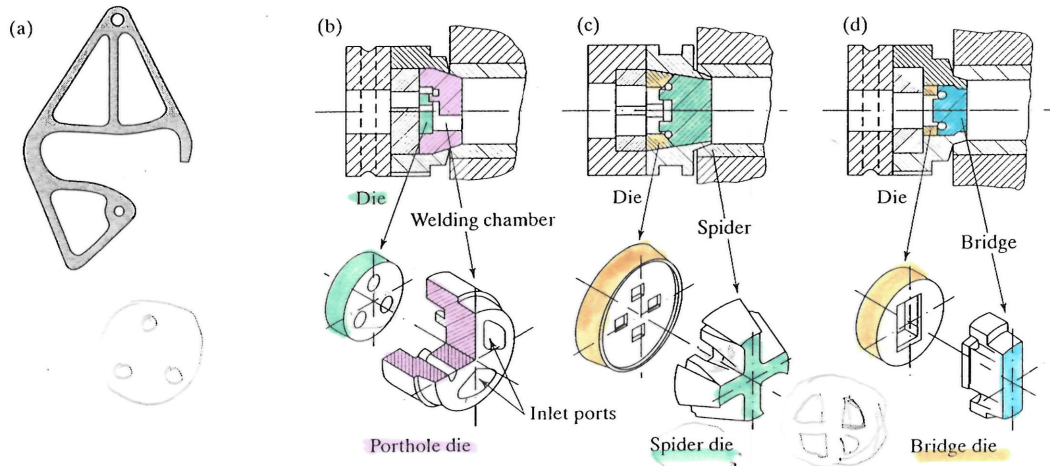 (a)
(b)
(c)
(d)
Die
Welding chamber
Inlet ports
Porthole die
Die
Spider
Spider die
Die
Bridge
Bridge die